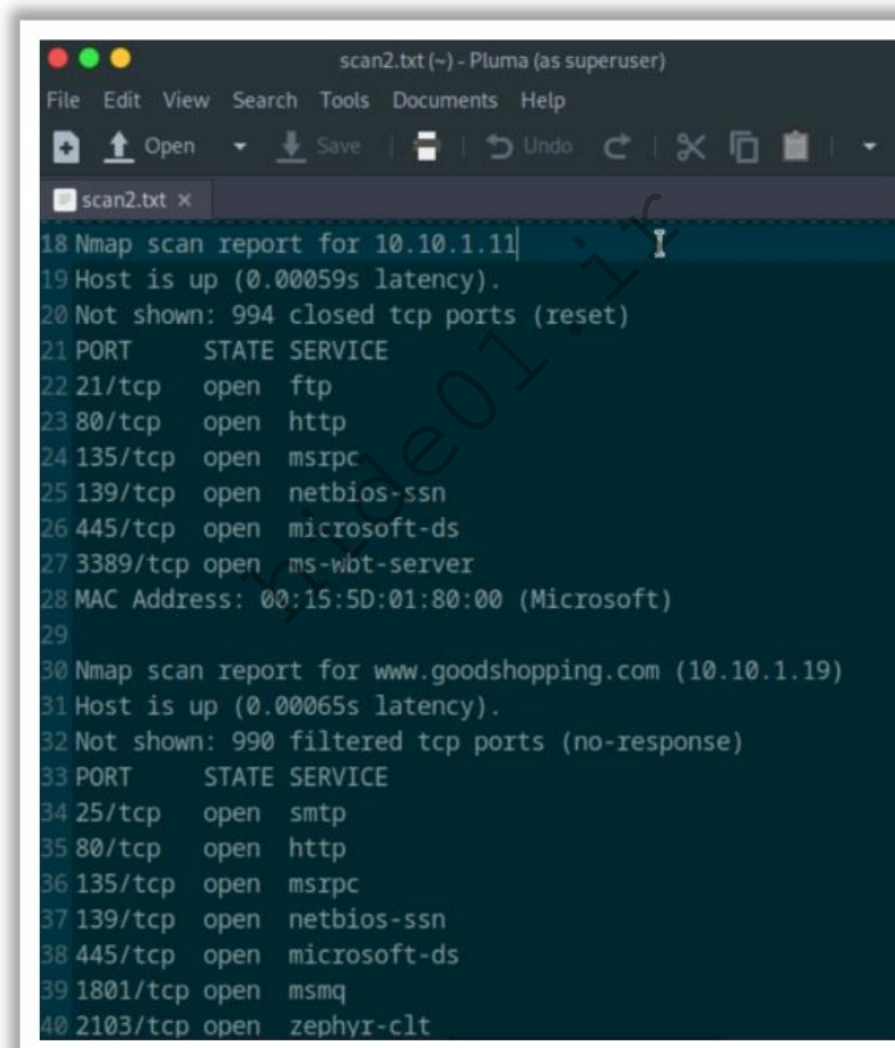 scan2.txt (~) - Pluma (as superuser)
File Edit View Search Tools Documents Help
Open Save Undo
scan2.txt ×
18 Nmap scan report for 10.10.1.11
19 Host is up (0.00059s latency).
20 Not shown: 994 closed tcp ports (reset)
21 PORT STATE SERVICE
22 21/tcp open ftp
23 80/tcp open http
24 135/tcp open msrpc
25 139/tcp open netbios-ssn
26 445/tcp open microsoft-ds
27 3389/tcp open ms-wbt-server
28 MAC Address: 00:15:5D:01:80:00 (Microsoft)
29
30 Nmap scan report for www.goodshopping.com (10.10.1.19)
31 Host is up (0.00065s latency).
32 Not shown: 990 filtered tcp ports (no-response)
33 PORT STATE SERVICE
34 25/tcp open smtp
35 80/tcp open http
36 135/tcp open msrpc
37 139/tcp open netbios-ssn
38 445/tcp open microsoft-ds
39 1801/tcp open msmq
40 2103/tcp open zephyr-clt
hide01.ir